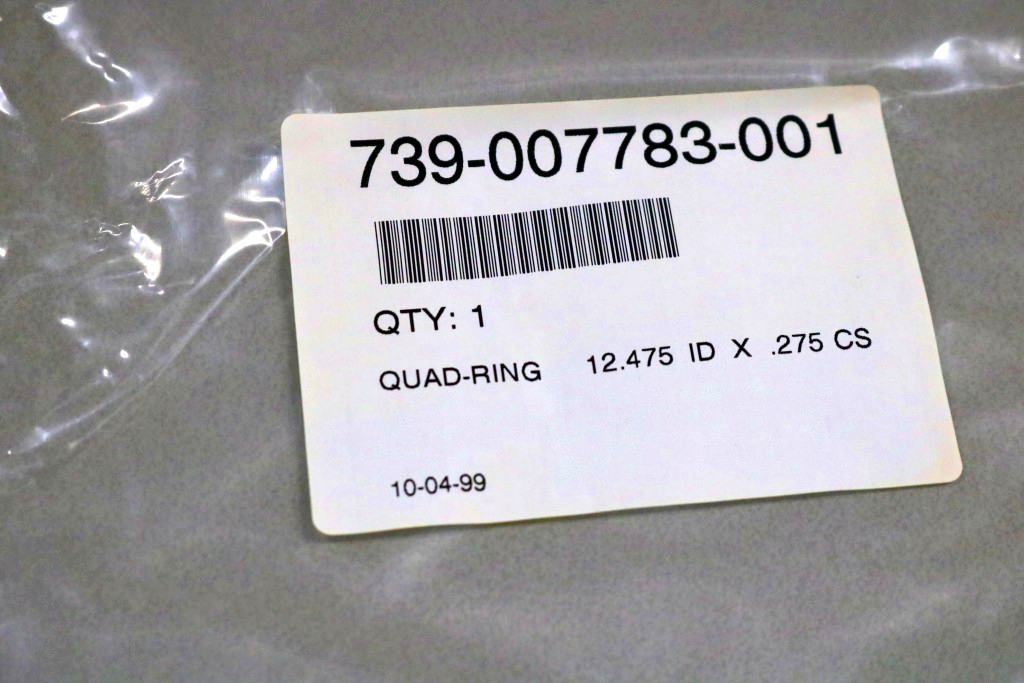 739-007783-001
QTY: 1
QUAD-RING 12.475 ID X .275 CS
10-04-99